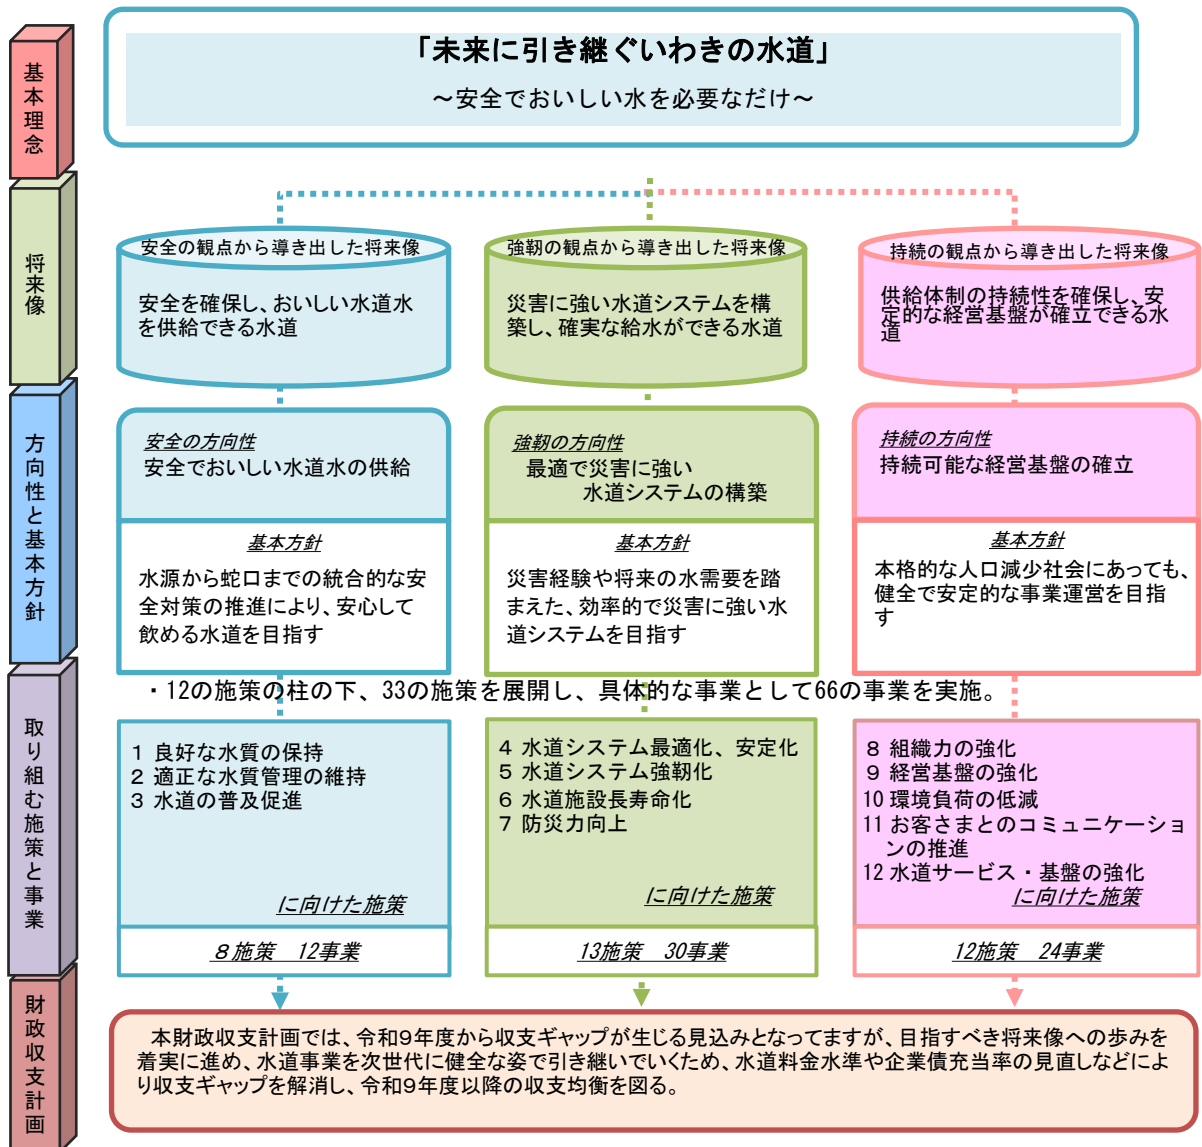 基本理念
「未来に引き継ぐいわきの水道」
～安全でおいしい水を必要なだけ～
将来像
安全の観点から導き出した将来像
安全を確保し、おいしい水道水
を供給できる水道
強靭の観点から導き出した将来像
災害に強い水道システムを構
築し、確実な給水ができる水道
持続の観点から導き出した将来像
供給体制の持続性を確保し、安
定的な経営基盤が確立できる水
道
方向性と基本方針
安全の方向性
安全でおいしい水道水の供給
基本方針
水源から蛇口までの統合的な安
全対策の推進により、安心して
飲める水道を目指す
強靭の方向性
最適で災害に強い
水道システムの構築
基本方針
災害経験や将来の水需要を踏
まえた、効率的で災害に強い水
道システムを目指す
持続の方向性
持続可能な経営基盤の確立
基本方針
本格的な人口減少社会にあっても、
健全で安定的な事業運営を目指
す
・12の施策の柱の下、33の施策を展開し、具体的な事業として66の事業を実施。
取り組む施策と事業
1 良好な水質の保持
2 適正な水質管理の維持
3 水道の普及促進
に向けた施策
8施策　12事業
4 水道システム最適化、安定化
5 水道システム強靭化
6 水道施設長寿命化
7 防災力向上
に向けた施策
13施策　30事業
8 組織力の強化
9 経営基盤の強化
10 環境負荷の低減
11 お客さまとのコミュニケーショ
ンの推進
12 水道サービス・基盤の強化
に向けた施策
12施策　24事業
財政収支計画
本財政収支計画では、令和9年度から収支ギャップが生じる見込みとなってますが、目指すべき将来像への歩みを
着実に進め、水道事業を次世代に健全な姿で引き継いでいくため、水道料金水準や企業債充当率の見直しなどによ
り収支ギャップを解消し、令和9年度以降の収支均衡を図る。